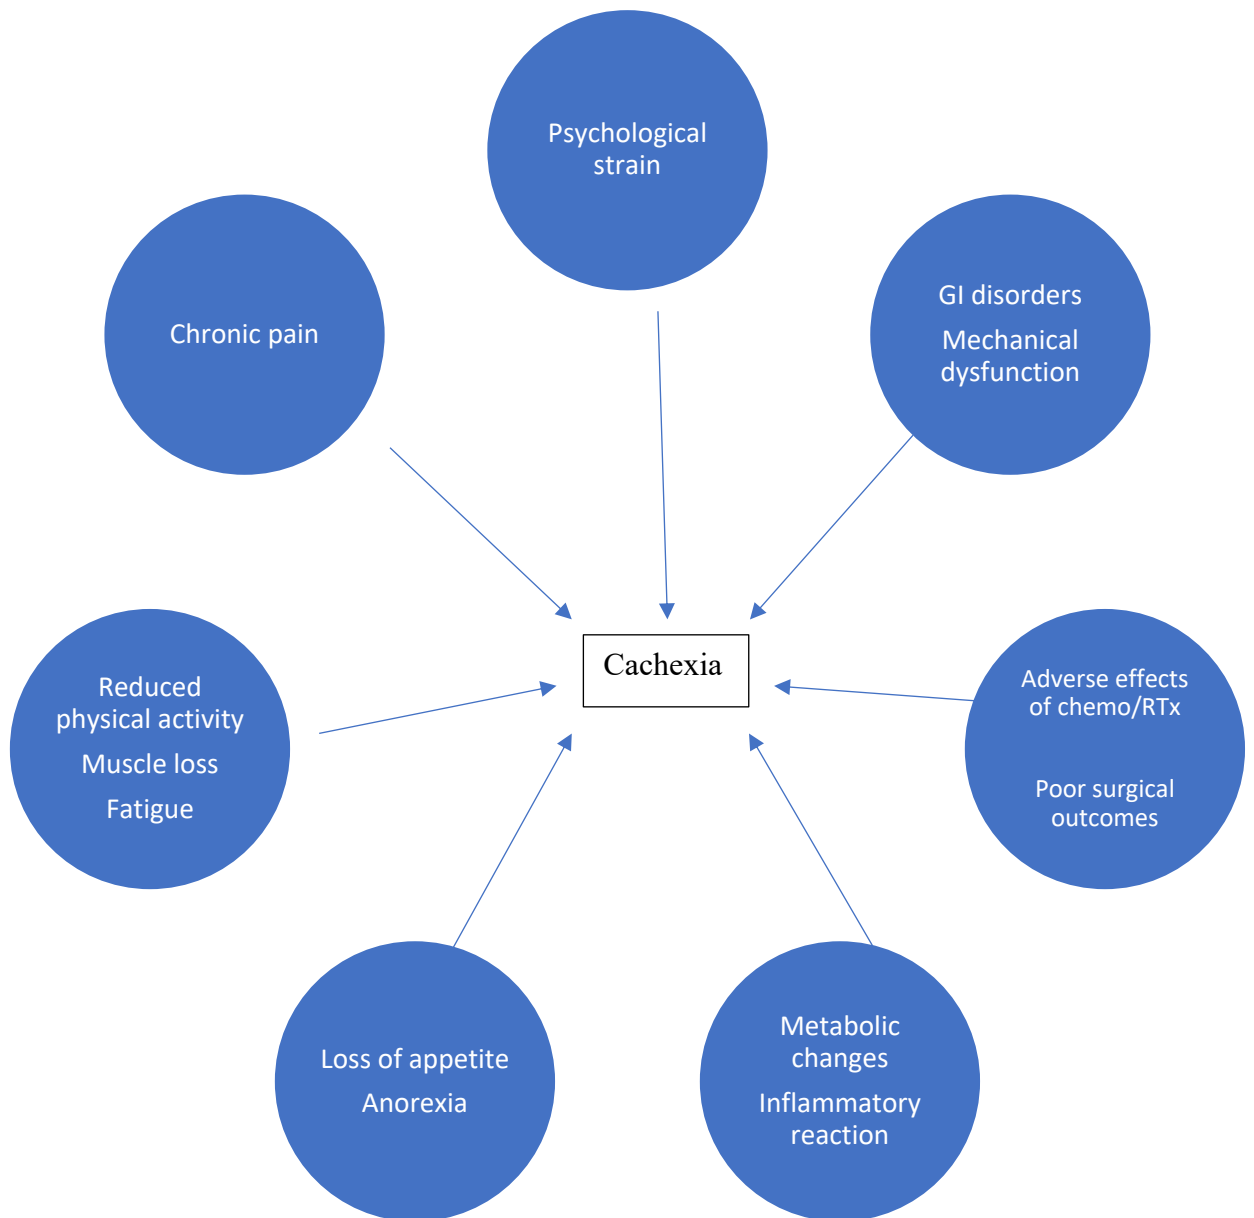 Psychological
strain
Chronic pain
GI disorders
Mechanical
dysfunction
Cachexia
Reduced
physical activity
Muscle loss
Fatigue
Adverse effects
of chemo/RTx
Poor surgical
outcomes
Loss of appetite
Anorexia
Metabolic
changes
Inflammatory
reaction